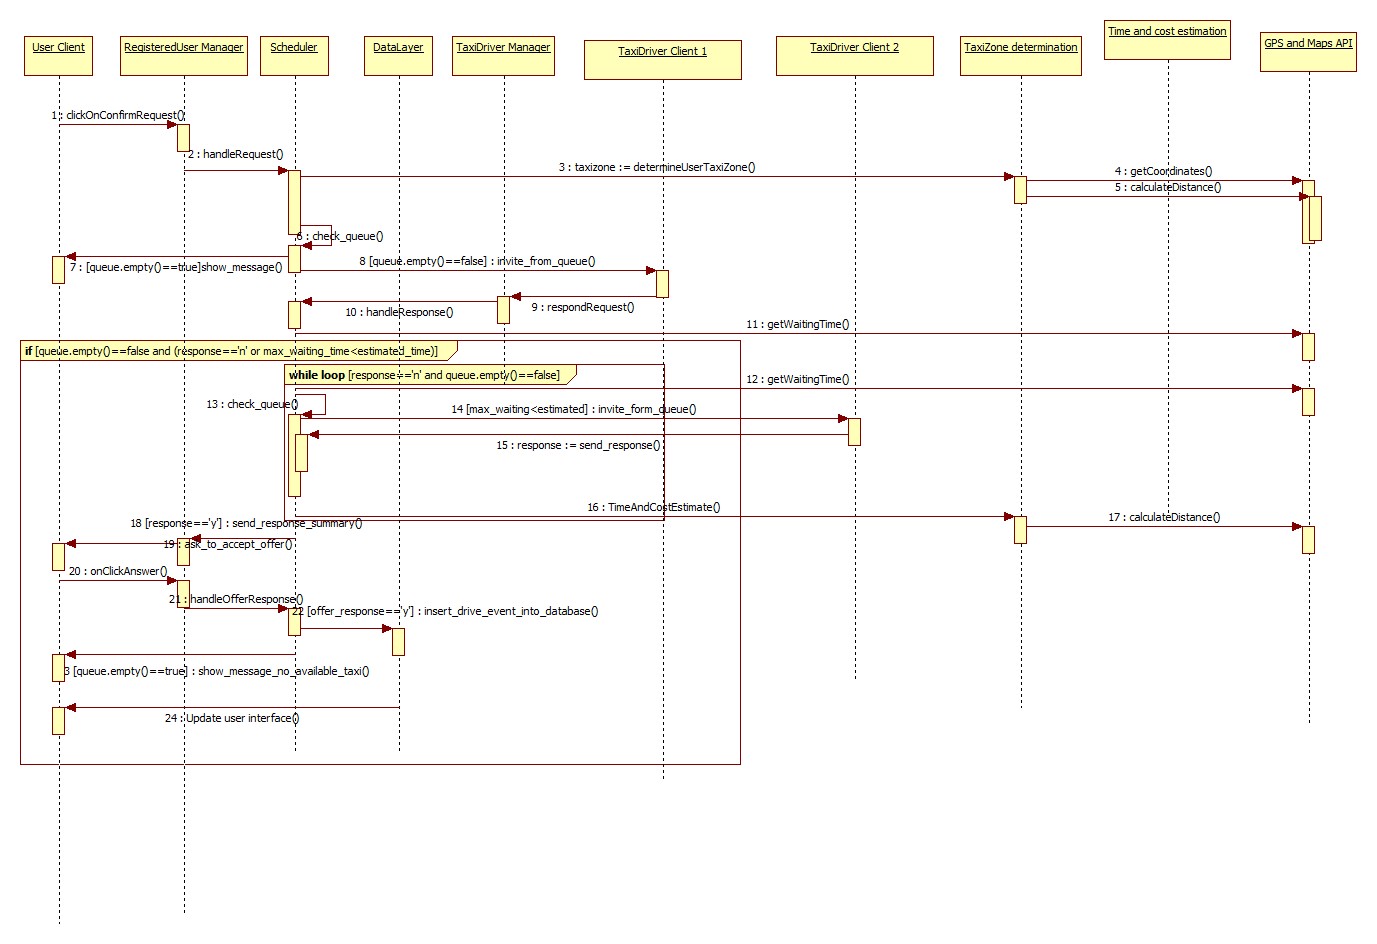 User Client
RegisteredUser Manager
Scheduler
DataLayer
TaxiDriver Manager
TaxiDriver Client 1
TaxiDriver Client 2
TaxiZone determination
Time and cost estimation
GPS and Maps API
1 : clickOnConfirmRequest()
2 : handleRequest()
3 : taxizone := determineUserTaxiZone()
4 : getCoordinates()
5 : calculateDistance()
6 : check_queue()
7 : [queue.empty()==true]show_message()
8 [queue.empty()==false] : invite_from_queue()
9 : respondRequest()
10 : handleResponse()
11 : getWaitingTime()
if [queue.empty()==false and (response=='n' or max_waiting_time<estimated_time)]
while loop [response=='n' and queue.empty()==false]
12 : getWaitingTime()
13 : check_queue()
14 [max_waiting<estimated] : invite_form_queue()
15 : response := send_response()
16 : TimeAndCostEstimate()
17 : calculateDistance()
18 [response=='y'] : send_response_summary()
19 : ask_to_accept_offer()
20 : onClickAnswer()
21 : handleOfferResponse()
22 [offer_response=='y'] : insert_drive_event_into_database()
3 [queue.empty()==true] : show_message_no_available_taxi()
24 : Update user interface()